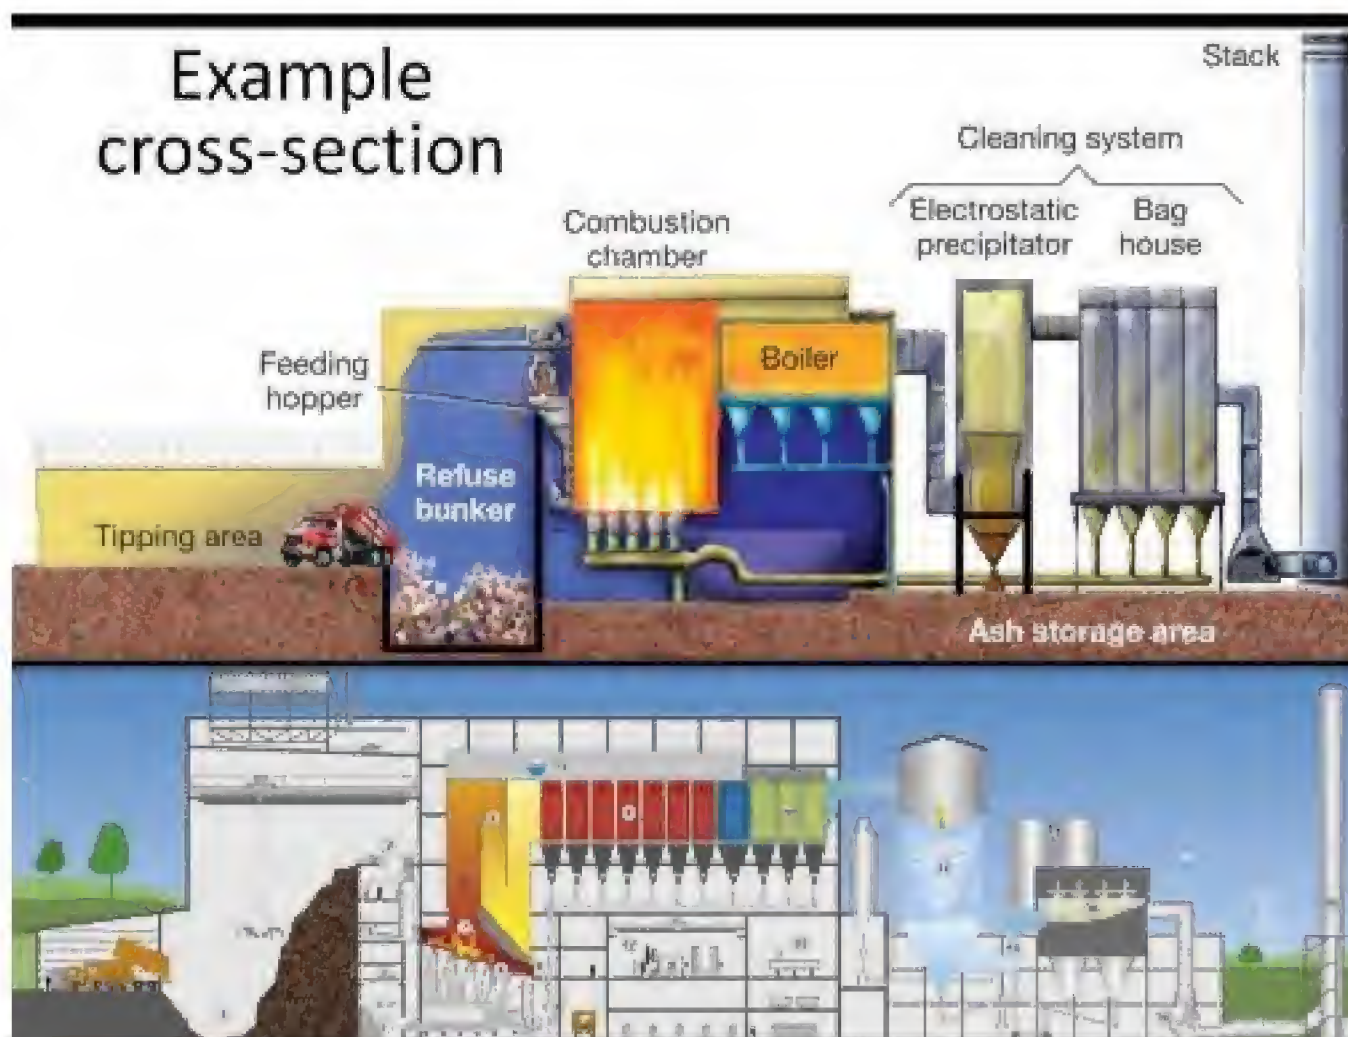 Example
cross-section
Stack
Cleaning system
Electrostatic
precipitator
Bag
house
Combustion
chamber
Boiler
Feeding
hopper
Refuse
bunker
Tipping area
Ash storage area